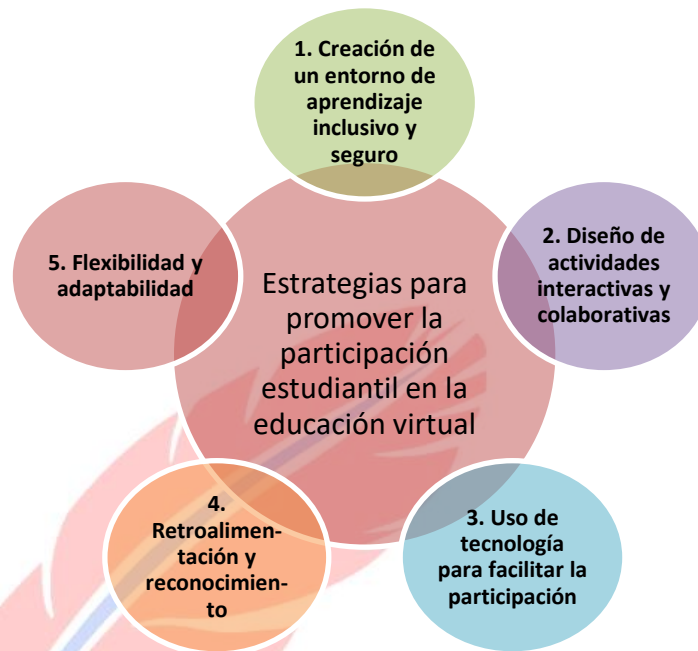 1. Creación de
un entorno de
aprendizaje
inclusivo y
seguro
2. Diseño de
actividades
interactivas y
colaborativas
3. Uso de
tecnología
para facilitar la
participación
4.
Retroalimen-
tación y
reconocimien-
to
5. Flexibilidad y
adaptabilidad
Estrategias para
promover la
participación
estudiantil en la
educación virtual